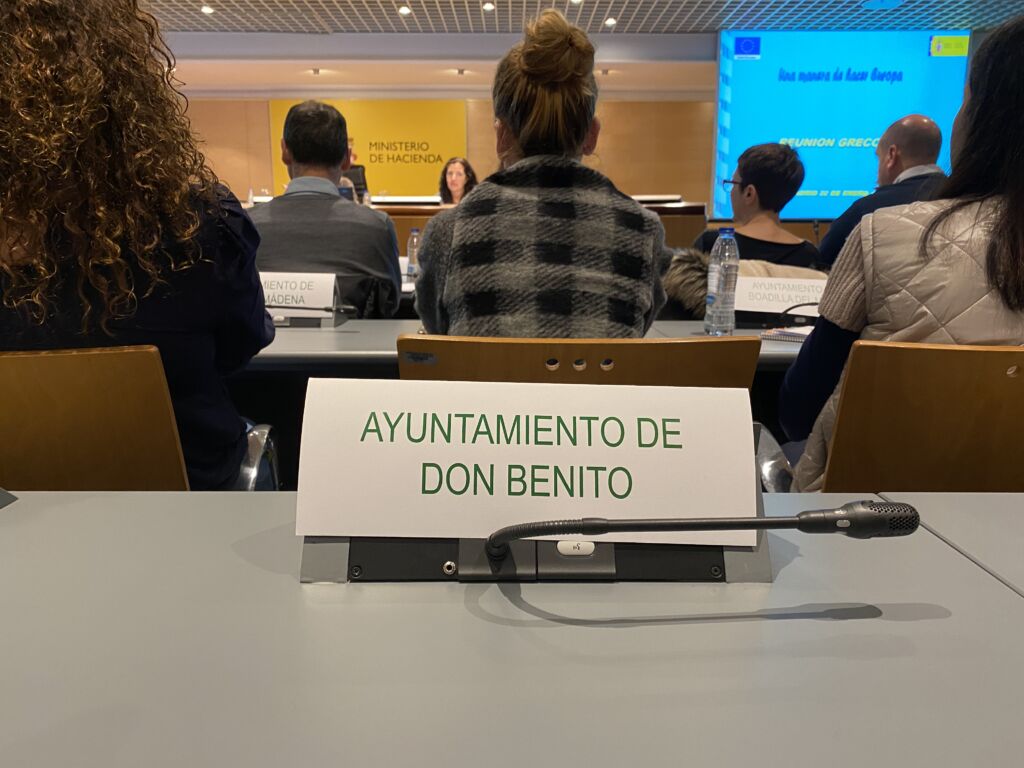 MINISTERIO
DE HACIENDA
Una manera de hacer Europa
REUNION GRECO
MIENTO DE
MÁDENA
AYUNTAMIENTO
BOADILLA DEL
AYUNTAMIENTO DE
DON BENITO